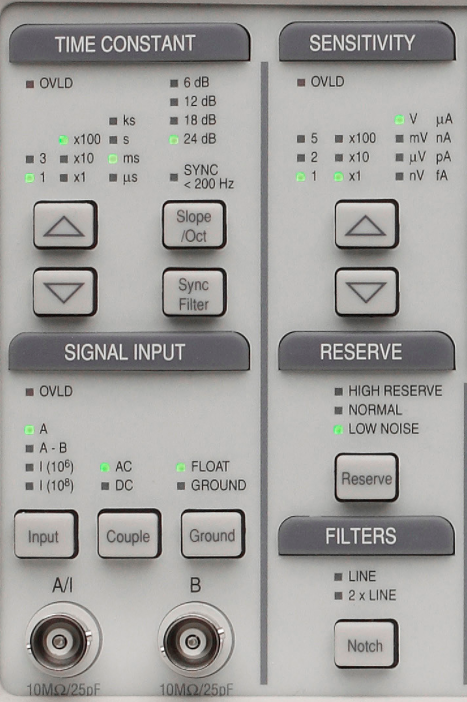 TIME CONSTANT
OVLD
6 dB
12 dB
ks
18 dB
x100
s
24 dB
3
x10
ms
1
x1
µs
SYNC
< 200 Hz
Slope
/Oct
Sync
Filter
SENSITIVITY
OVLD
V µA
5 x100 mV nA
2 x10 µV pA
1 x1 nV fA
SIGNAL INPUT
OVLD
A
A - B
I (10⁶)
I (10⁸)
AC
DC
FLOAT
GROUND
Input
Couple
Ground
A/I
B
10MΩ/25pF
10MΩ/25pF
RESERVE
HIGH RESERVE
NORMAL
LOW NOISE
Reserve
FILTERS
LINE
2 x LINE
Notch